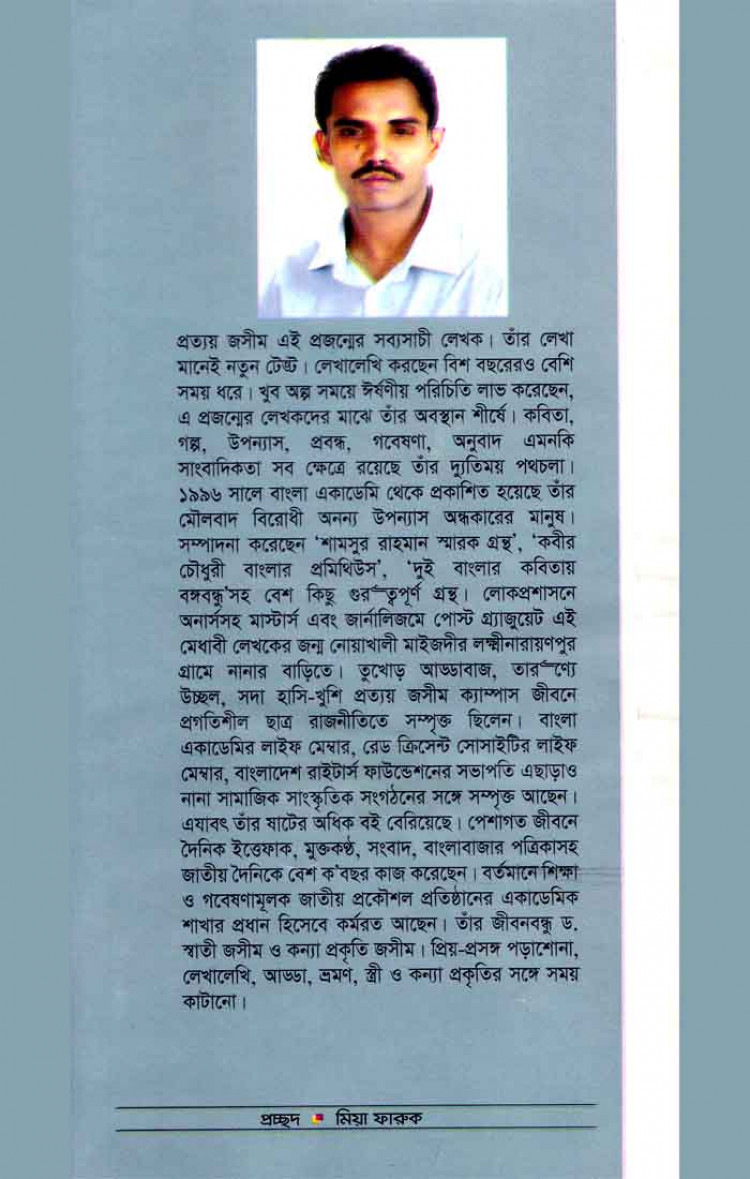 প্রত্যয় জসীম এই প্রজন্মের সব্যসাচী লেখক। তাঁর লেখা
মানেই নতুন টেক্ট। লেখালেখি করছেন বিশ বছরেরও বেশি
সময় ধরে। খুব অল্প সময়ে ঈর্ষণীয় পরিচিতি লাভ করেছেন,
এ প্রজন্মের লেখকদের মাঝে তাঁর অবস্থান শীর্ষে। কবিতা,
গল্প, উপন্যাস, প্রবন্ধ, গবেষণা, অনুবাদ এমনকি
সাংবাদিকতা সব ক্ষেত্রে রয়েছে তাঁর দ্যুতিময় পথচলা।
১৯৯৬ সালে বাংলা একাডেমি থেকে প্রকাশিত হয়েছে তাঁর
মৌলবাদ বিরোধী অনন্য উপন্যাস অন্ধকারের মানুষ।
সম্পাদনা করেছেন ‘শামসুর রাহমান স্মারক গ্রন্থ’, ‘কবীর
চৌধুরী বাংলার প্রমিথিউস’, ‘দুই বাংলার কবিতায়
বঙ্গবন্ধু’সহ বেশ কিছু গুরত্বপূর্ণ গ্রন্থ। লোকপ্রশাসনে
অনার্সসহ মাস্টার্স এবং জার্নালিজমে পোস্ট গ্র্যাজুয়েট এই
মেধাবী লেখকের জন্ম নোয়াখালী মাইজদীর লক্ষ্মীনারায়ণপুর
গ্রামে নানার বাড়িতে। তুখোড় আড্ডাবাজ, তারণ্যে
উচ্ছল, সদা হাসি-খুশি প্রত্যয় জসীম ক্যাম্পাস জীবনে
প্রগতিশীল ছাত্র রাজনীতিতে সম্পৃক্ত ছিলেন। বাংলা
একাডেমির লাইফ মেম্বার, রেড ক্রিসেন্ট সোসাইটির লাইফ
মেম্বার, বাংলাদেশ রাইটার্স ফাউন্ডেশনের সভাপতি এছাড়াও
নানা সামাজিক সাংস্কৃতিক সংগঠনের সঙ্গে সম্পৃক্ত আছেন।
এযাবৎ তাঁর ষাটের অধিক বই বেরিয়েছে। পেশাগত জীবনে
দৈনিক ইত্তেফাক, মুক্তকণ্ঠ, সংবাদ, বাংলাবাজার পত্রিকাসহ
জাতীয় দৈনিকে বেশ ক’বছর কাজ করেছেন। বর্তমানে শিক্ষা
ও গবেষণামূলক জাতীয় প্রকৌশল প্রতিষ্ঠানের একাডেমিক
শাখার প্রধান হিসেবে কর্মরত আছেন। তাঁর জীবনবন্ধু ড.
স্বাতী জসীম ও কন্যা প্রকৃতি জসীম। প্রিয়-প্রসঙ্গ পড়াশোনা,
লেখালেখি, আড্ডা, ভ্রমণ, স্ত্রী ও কন্যা প্রকৃতির সঙ্গে সময়
কাটানো।
প্রচ্ছদ মিয়া ফারুক